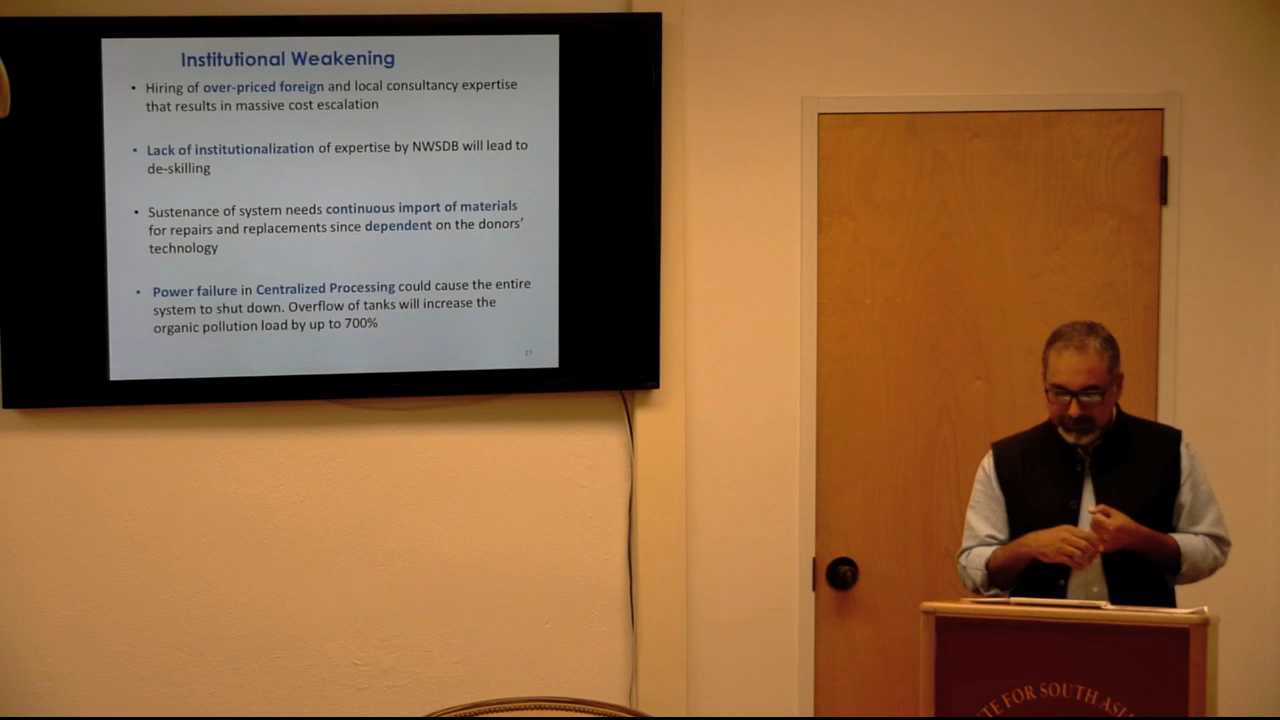 Institutional Weakening
• Hiring of over-priced foreign and local consultancy expertise
that results in massive cost escalation
• Lack of institutionalization of expertise by NWSDB will lead to
de-skilling
• Sustenance of system needs continuous import of materials
for repairs and replacements since dependent on the donors'
technology
• Power failure in Centralized Processing could cause the entire
system to shut down. Overflow of tanks will increase the
organic pollution load by up to 700%
27
FOR SOUTH